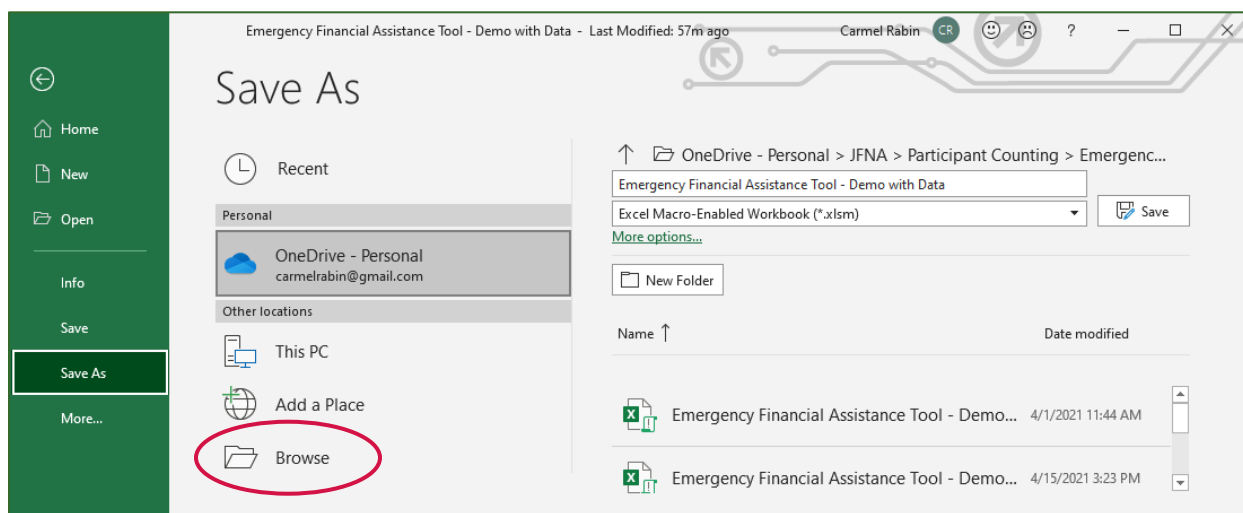 Emergency Financial Assistance Tool - Demo with Data - Last Modified: 57m ago
Carmel Rabin
CR
?
Save As
Home
New
Open
Info
Save
Save As
More...
Recent
Personal
OneDrive - Personal
carmelrabin@gmail.com
Other locations
This PC
Add a Place
Browse
OneDrive - Personal > JFNA > Participant Counting > Emergenc...
Emergency Financial Assistance Tool - Demo with Data
Excel Macro-Enabled Workbook (*.xlsm)
Save
More options...
New Folder
Name ↑ Date modified
Emergency Financial Assistance Tool - Demo... 4/1/2021 11:44 AM
Emergency Financial Assistance Tool - Demo... 4/15/2021 3:23 PM